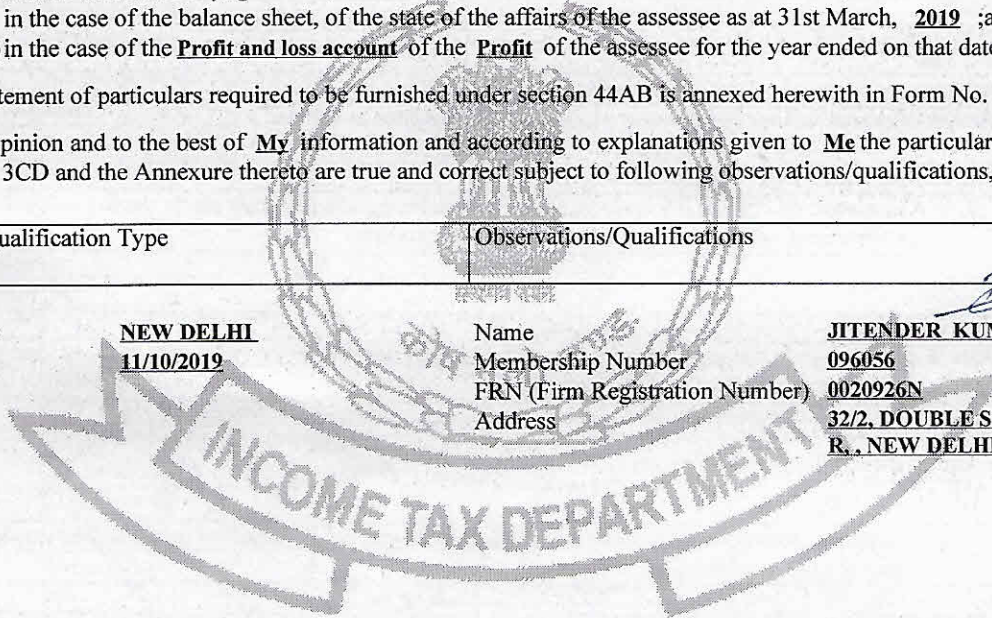 in the case of the balance sheet, of the state of the affairs of the assessee as at 31st March, 2019 ;a
in the case of the Profit and loss account of the Profit of the assessee for the year ended on that date
tement of particulars required to be furnished under section 44AB is annexed herewith in Form No.
pinion and to the best of My information and according to explanations given to Me the particular
3CD and the Annexure thereto are true and correct subject to following observations/qualifications,
ualification Type Observations/Qualifications
NEW DELHI Name JITENDER KUM
11/10/2019 Membership Number 096056
FRN (Firm Registration Number) 0020926N
Address 32/2, DOUBLE S
R, , NEW DELHI
INCOME TAX DEPARTMENT